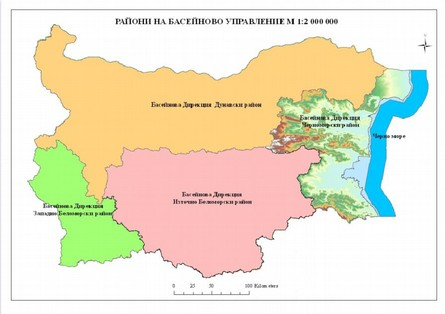 РАЙОНИ НА БАСЕЙНОВО УПРАВЛЕНИЕ М 1:2 000 000
Басейнова Дирекция Дунавски район
Басейнова Дирекция
Черноморски район
Черно море
Басейнова Дирекция
Западно Беломорски район
Басейнова Дирекция
Източно Беломорски район
0 25 50 100 Kilometers